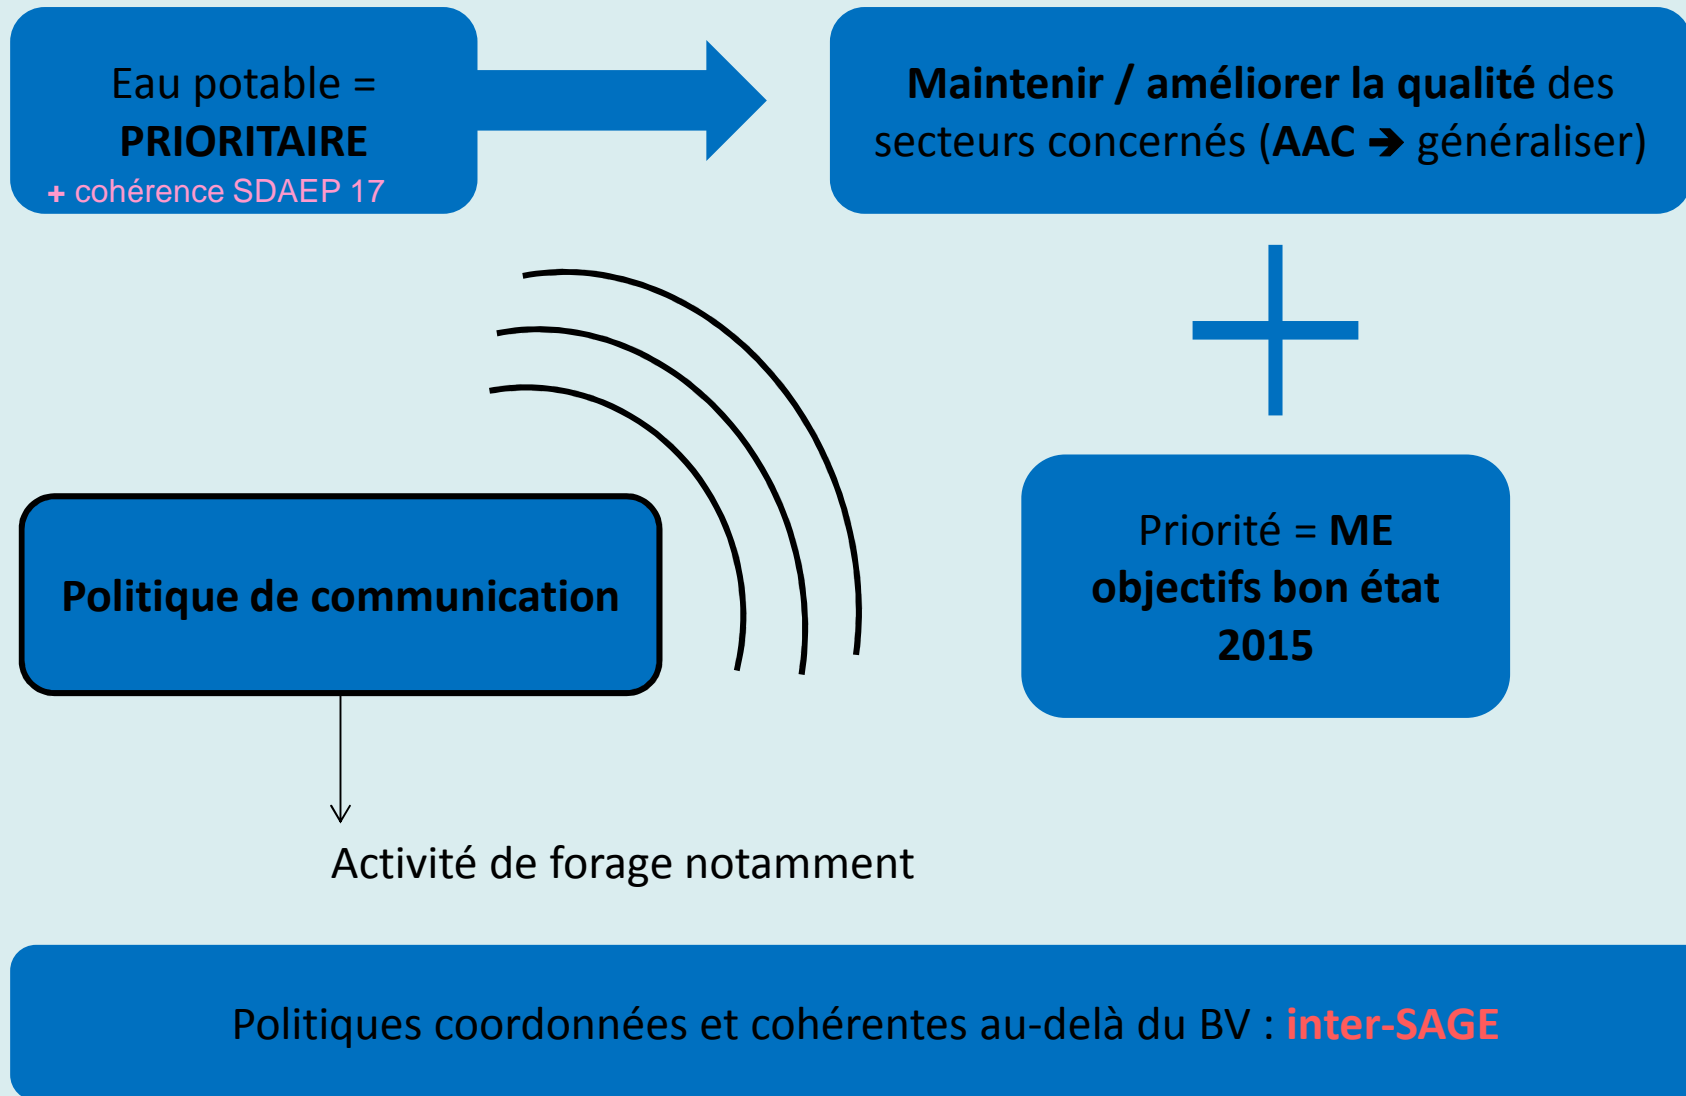 Eau potable =
PRIORITAIRE
+ cohérence SDAEP 17
Maintenir / améliorer la qualité des
secteurs concernés (AAC ➔ généraliser)
Priorité = ME
objectifs bon état
2015
Politique de communication
Activité de forage notamment
Politiques coordonnées et cohérentes au-delà du BV : inter-SAGE